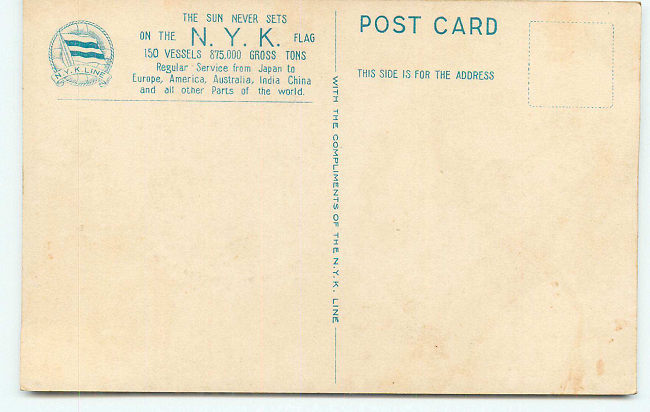 THE SUN NEVER SETS
ON THE N. Y. K. FLAG
150 VESSELS 875,000 GROSS TONS
Regular Service from Japan to
Europe, America, Australia, India China
and all other Parts of the world.
N.Y.K. LINE
WITH THE COMPLIMENTS OF THE N.Y.K. LINE
POST CARD
THIS SIDE IS FOR THE ADDRESS